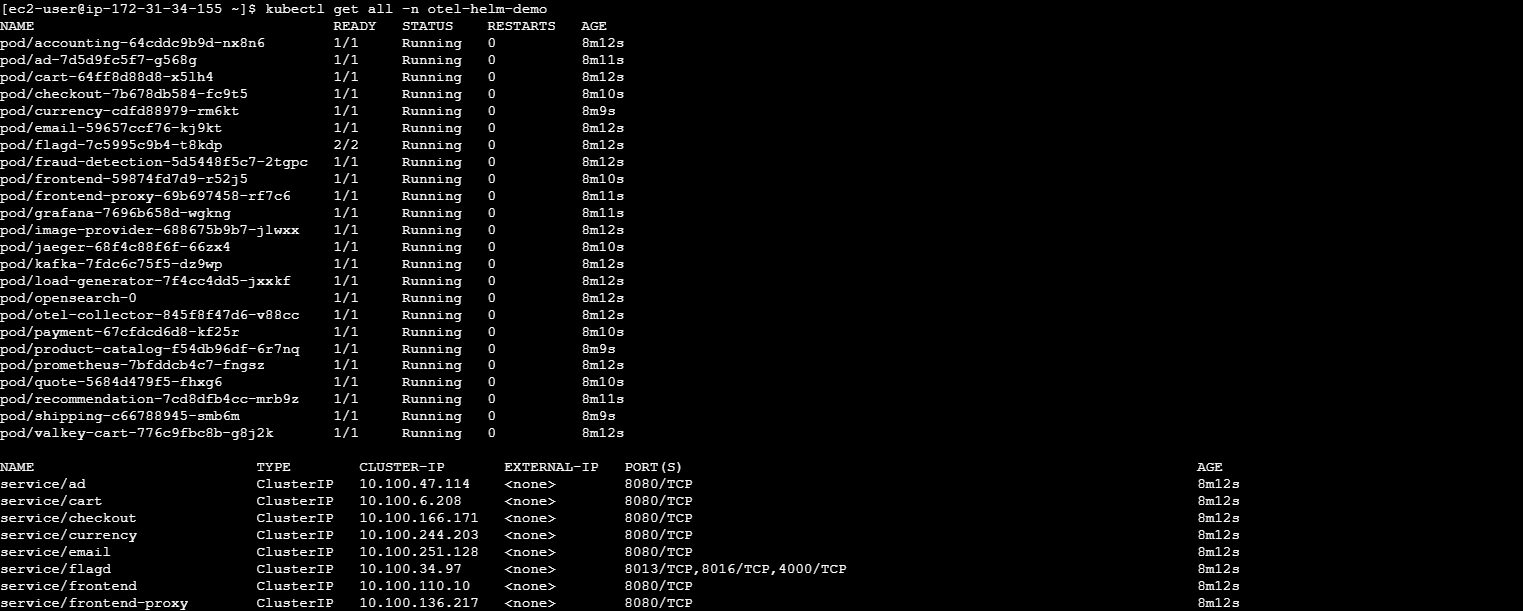 [ec2-user@ip-172-31-34-155 ~]$ kubectl get all -n otel-helm-demo
NAME READY STATUS RESTARTS AGE
pod/accounting-64cddc9b9d-nx8n6 1/1 Running 0 8m12s
pod/ad-7d5d9fc5f7-g568g 1/1 Running 0 8m11s
pod/cart-64ff8d88d8-x5lh4 1/1 Running 0 8m12s
pod/checkout-7b678db584-fc9t5 1/1 Running 0 8m10s
pod/currency-cdfd88979-rm6kt 1/1 Running 0 8m9s
pod/email-59657ccf76-kj9kt 1/1 Running 0 8m12s
pod/flagd-7c5995c9b4-t8kdp 2/2 Running 0 8m12s
pod/fraud-detection-5d5448f5c7-2tgpc 1/1 Running 0 8m12s
pod/frontend-59874fd7d9-r52j5 1/1 Running 0 8m10s
pod/frontend-proxy-69b697458-rf7c6 1/1 Running 0 8m11s
pod/grafana-7696b658d-wgkng 1/1 Running 0 8m11s
pod/image-provider-688675b9b7-jlwxx 1/1 Running 0 8m12s
pod/jaeger-68f4c88f6f-66zx4 1/1 Running 0 8m10s
pod/kafka-7fdc6c75f5-dz9wp 1/1 Running 0 8m12s
pod/load-generator-7f4cc4dd5-jxxkf 1/1 Running 0 8m12s
pod/opensearch-0 1/1 Running 0 8m12s
pod/otel-collector-845f8f47d6-v88cc 1/1 Running 0 8m12s
pod/payment-67cfdcd6d8-kf25r 1/1 Running 0 8m10s
pod/product-catalog-f54db96df-6r7nq 1/1 Running 0 8m9s
pod/prometheus-7bfddcb4c7-fngsz 1/1 Running 0 8m12s
pod/quote-5684d479f5-fhxg6 1/1 Running 0 8m10s
pod/recommendation-7cd8dfb4cc-mrb9z 1/1 Running 0 8m11s
pod/shipping-c66788945-smb6m 1/1 Running 0 8m9s
pod/valkey-cart-776c9fbc8b-g8j2k 1/1 Running 0 8m12s
NAME TYPE CLUSTER-IP EXTERNAL-IP PORT(S) AGE
service/ad ClusterIP 10.100.47.114 <none> 8080/TCP 8m12s
service/cart ClusterIP 10.100.6.208 <none> 8080/TCP 8m12s
service/checkout ClusterIP 10.100.166.171 <none> 8080/TCP 8m12s
service/currency ClusterIP 10.100.244.203 <none> 8080/TCP 8m12s
service/email ClusterIP 10.100.251.128 <none> 8080/TCP 8m12s
service/flagd ClusterIP 10.100.34.97 <none> 8013/TCP,8016/TCP,4000/TCP 8m12s
service/frontend ClusterIP 10.100.110.10 <none> 8080/TCP 8m12s
service/frontend-proxy ClusterIP 10.100.136.217 <none> 8080/TCP 8m12s